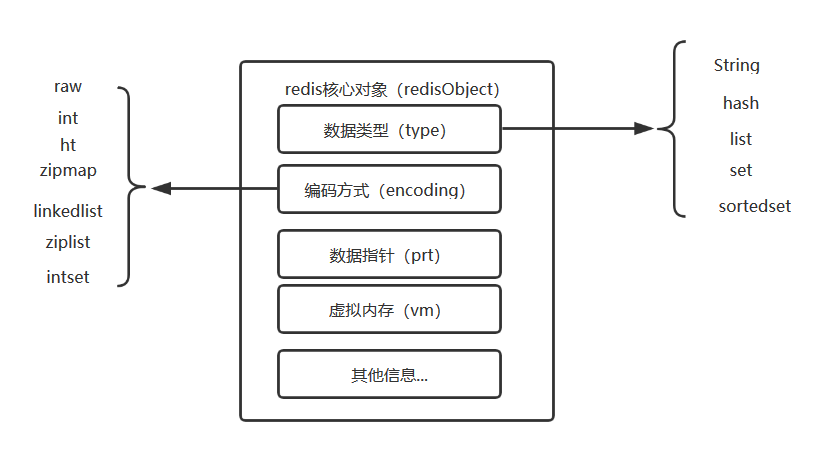 raw
int
ht
zipmap
linkedlist
ziplist
intset
redis核心对象（redisObject）
数据类型（type）
编码方式（encoding）
数据指针（prt）
虚拟内存（vm）
其他信息...
String
hash
list
set
sortedset